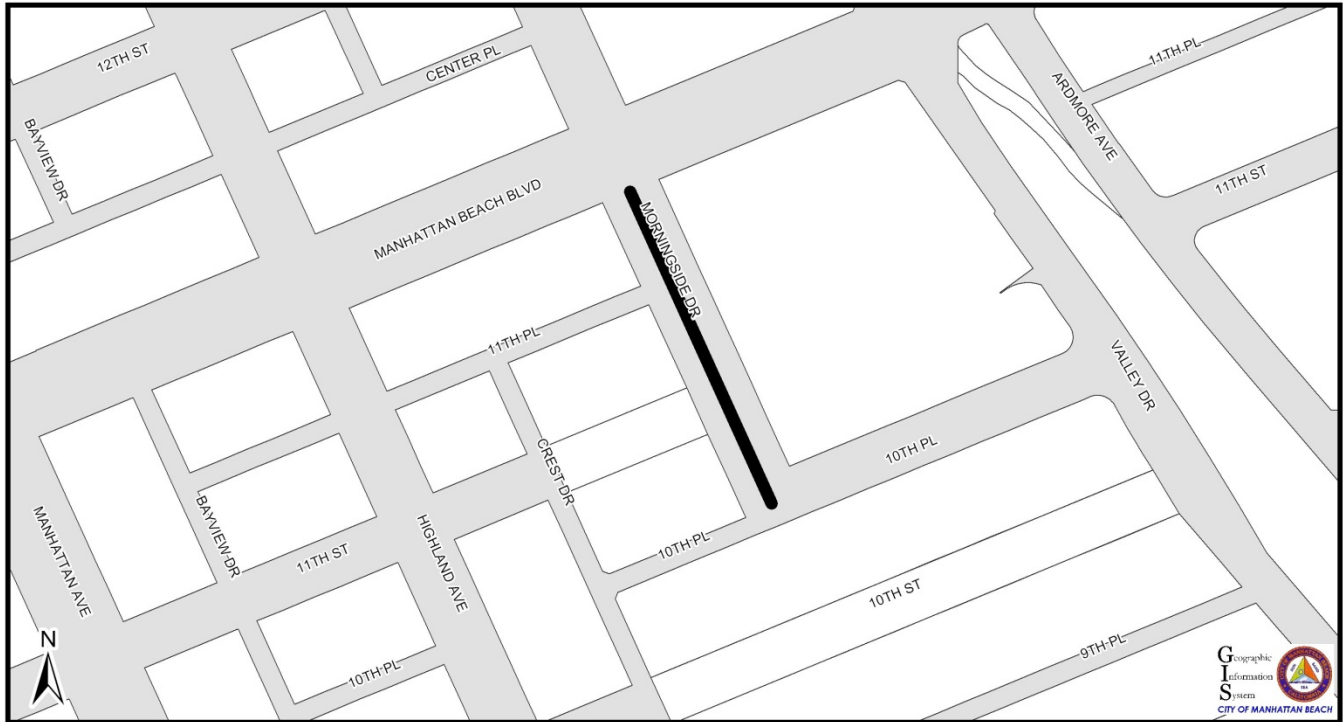 12TH ST
CENTER PL
11TH PL
ARDMORE AVE
BAYVIEW DR
11TH ST
MANHATTAN BEACH BLVD
MORNINGSIDE DR
11TH PL
VALLEY DR
10TH PL
CREST DR
MANHATTAN AVE
BAYVIEW DR
HIGHLAND AVE
11TH ST
10TH PL
10TH ST
9TH PL
10TH PL
N
Geographic
Information
System
CITY OF MANHATTAN BEACH